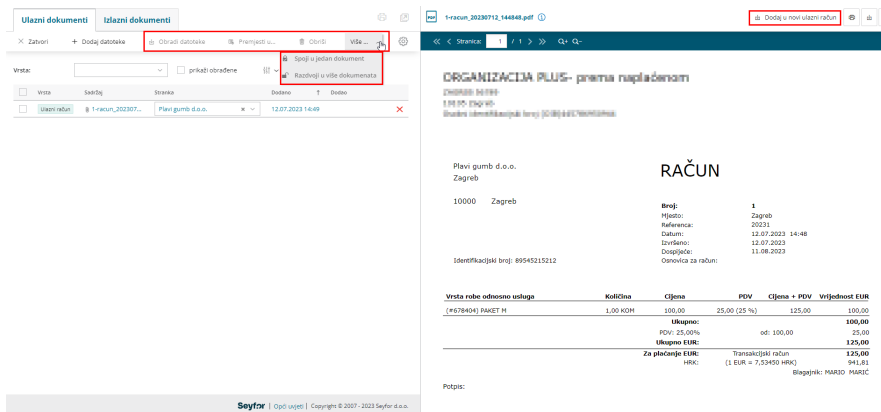 Ulazni dokumenti Izlazni dokumenti
Zatvori + Dodaj datoteke Obradi datoteke Premjesti u... Obriši Više ...
Spoji u jedan dokument
Razdvoji u više dokumenata
Vrsta: prikaži obrađene
Vrsta Sadržaj Stranka Dodano Dodao
Ulazni račun 1-racun_202307... Plavi gumb d.o.o. 12.07.2023 14:49
Seyfor | Opći uvjeti | Copyright © 2007 - 2023 Seyfor d.o.o.
PDF 1-racun_20230712_144848.pdf Dodaj u novi ulazni račun
Stranica: 1 / 1
ORGANIZACIJA PLUS- prema naplaćenom
Plavi gumb d.o.o.
Zagreb
10000 Zagreb
Identifikacijski broj: 89545215212
RAČUN
Broj: 1
Mjesto: Zagreb
Referenca: 20231
Datum: 12.07.2023 14:48
Izvršeno: 12.07.2023
Dospijeće: 11.08.2023
Osnovica za račun:
Vrsta robe odnosno usluga Količina Cijena PDV Cijena + PDV Vrijednost EUR
(#678404) PAKET M 1,00 KOM 100,00 25,00 (25 %) 125,00 100,00
Ukupno: 100,00
PDV: 25,00% od: 100,00 25,00
Ukupno EUR: 125,00
Za plaćanje EUR: Transakcijski račun 125,00
HRK: (1 EUR = 7,53450 HRK) 941,81
Blagajnik: MARIO MARIĆ
Potpis: